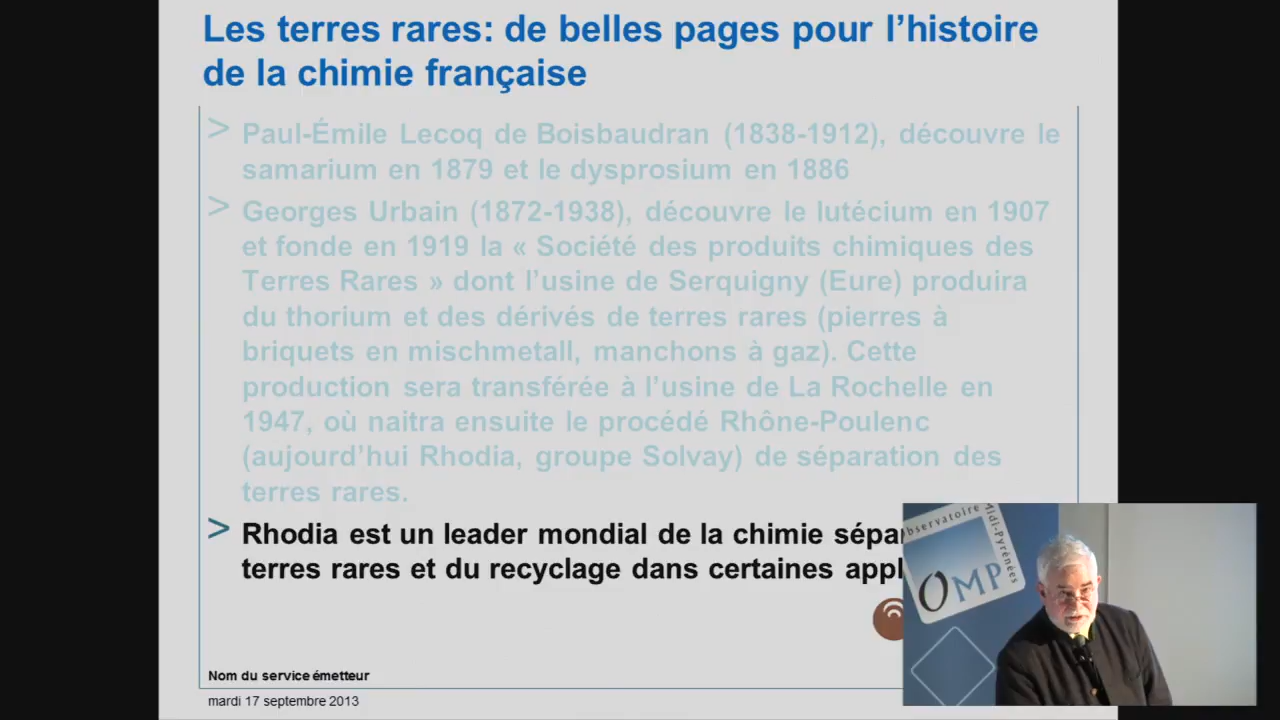 Les terres rares: de belles pages pour l’histoire
de la chimie française
> Paul-Émile Lecoq de Boisbaudran (1838-1912), découvre le
samarium en 1879 et le dysprosium en 1886
> Georges Urbain (1872-1938), découvre le lutécium en 1907
et fonde en 1919 la « Société des produits chimiques des
Terres Rares » dont l’usine de Serquigny (Eure) produira
du thorium et des dérivés de terres rares (pierres à
briquets en mischmetall, manchons à gaz). Cette
production sera transférée à l’usine de La Rochelle en
1947, où naitra ensuite le procédé Rhône-Poulenc
(aujourd’hui Rhodia, groupe Solvay) de séparation des
terres rares.
> Rhodia est un leader mondial de la chimie
terres rares et du recyclage dans certaines
Observatoire
Midi-Pyrénées
OMP
Nom du service émetteur
mardi 17 septembre 2013